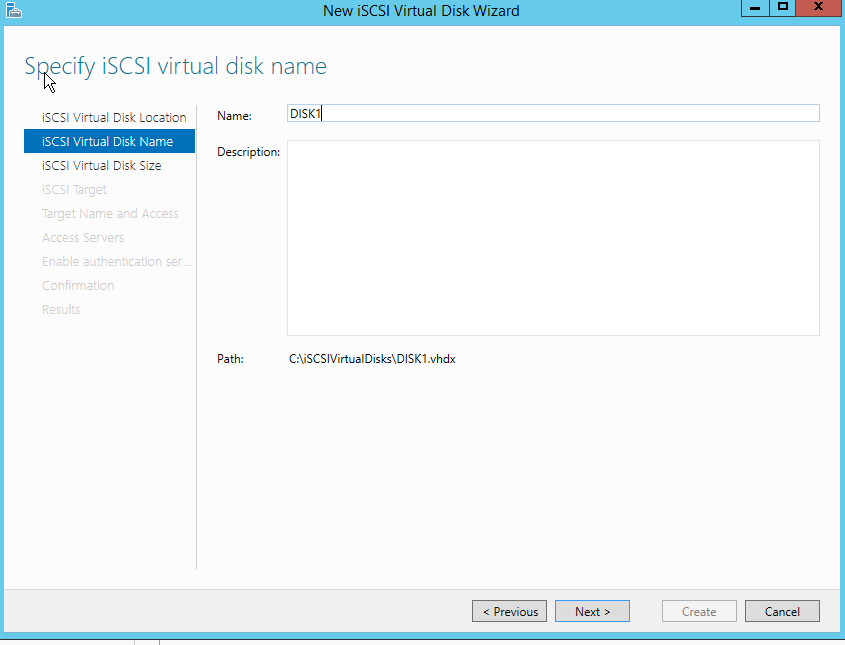 New iSCSI Virtual Disk Wizard
Specify iSCSI virtual disk name
iSCSI Virtual Disk Location
iSCSI Virtual Disk Name
iSCSI Virtual Disk Size
iSCSI Target
Target Name and Access
Access Servers
Enable authentication ser...
Confirmation
Results
Name: DISK1
Description:
Path: C:\iSCSIVirtualDisks\DISK1.vhdx
< Previous Next > Create Cancel